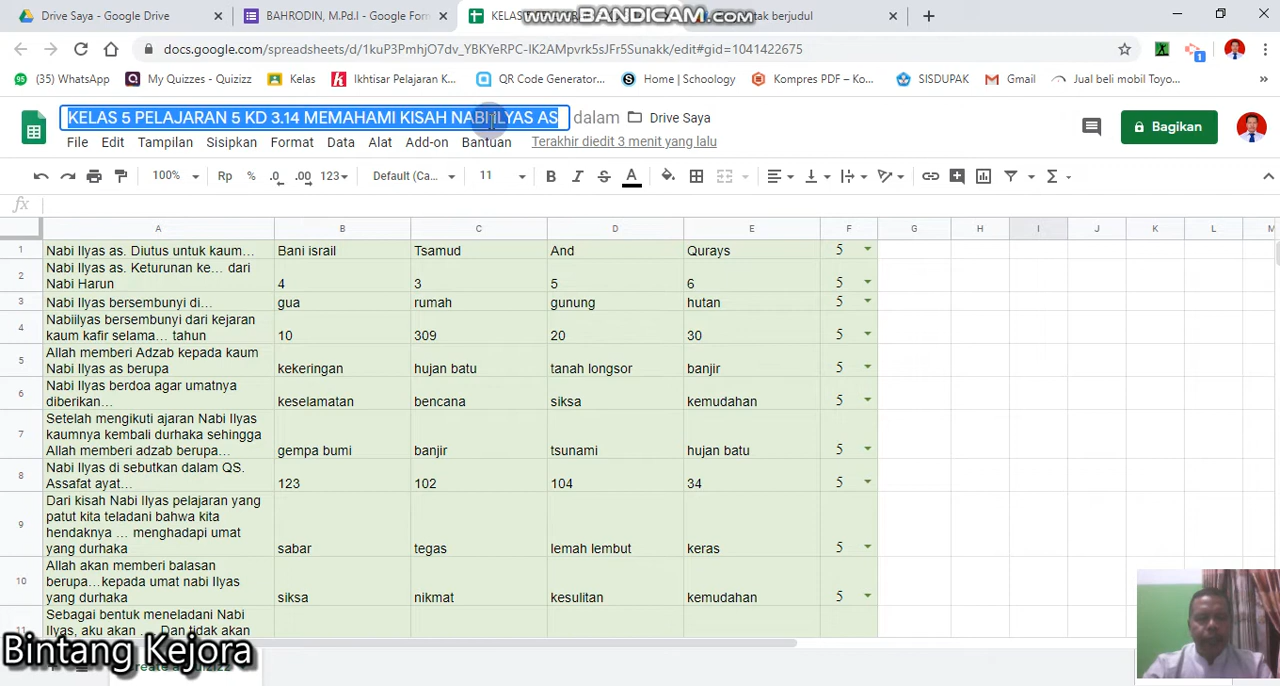 Drive Saya - Google Drive
BAHRODIN, M.Pd.I - Google Form
KELAS
www.BANDICAM.com
tak berjudul
docs.google.com/spreadsheets/d/1kuP3PmhjO7dv_YBKYeRPC-IK2AMpvrk5sJFr5Sunakk/edit#gid=1041422675
(35) WhatsApp
My Quizzes - Quizizz
Kelas
Ikhtisar Pelajaran K...
QR Code Generator...
Home | Schoology
Kompres PDF – Ko...
SISDUPAK
Gmail
Jual beli mobil Toyo...
KELAS 5 PELAJARAN 5 KD 3.14 MEMAHAMI KISAH NABI ILYAS AS
dalam
Drive Saya
Bagikan
File Edit Tampilan Sisipkan Format Data Alat Add-on Bantuan
Terakhir diedit 3 menit yang lalu
100% Rp % .0 .00 123 Default (Ca... 11 B I S A
fx
A B C D E F G H I J K L M
1 Nabi Ilyas as. Diutus untuk kaum… Bani israil Tsamud And Qurays 5
Nabi Ilyas as. Keturunan ke… dari
2 Nabi Harun 4 3 5 6 5
3 Nabi Ilyas bersembunyi di… gua rumah gunung hutan 5
Nabiilyas bersembunyi dari kejaran
4 kaum kafir selama… tahun 10 309 20 30 5
Allah memberi Adzab kepada kaum
5 Nabi Ilyas as berupa kekeringan hujan batu tanah longsor banjir 5
Nabi Ilyas berdoa agar umatnya
6 diberikan… keselamatan bencana siksa kemudahan 5
Setelah mengikuti ajaran Nabi Ilyas
7 kaumnya kembali durhaka sehingga
Allah memberi adzab berupa… gempa bumi banjir tsunami hujan batu 5
Nabi Ilyas di sebutkan dalam QS.
8 Assafat ayat… 123 102 104 34 5
Dari kisah Nabi Ilyas pelajaran yang
patut kita teladani bahwa kita
9 hendaknya … menghadapi umat
yang durhaka sabar tegas lemah lembut keras 5
Allah akan memberi balasan
10 berupa…kepada umat nabi Ilyas
yang durhaka siksa nikmat kesulitan kemudahan 5
Sebagai bentuk meneladani Nabi
11 Ilyas, aku akan … Dan tidak akan
Bintang Kejora